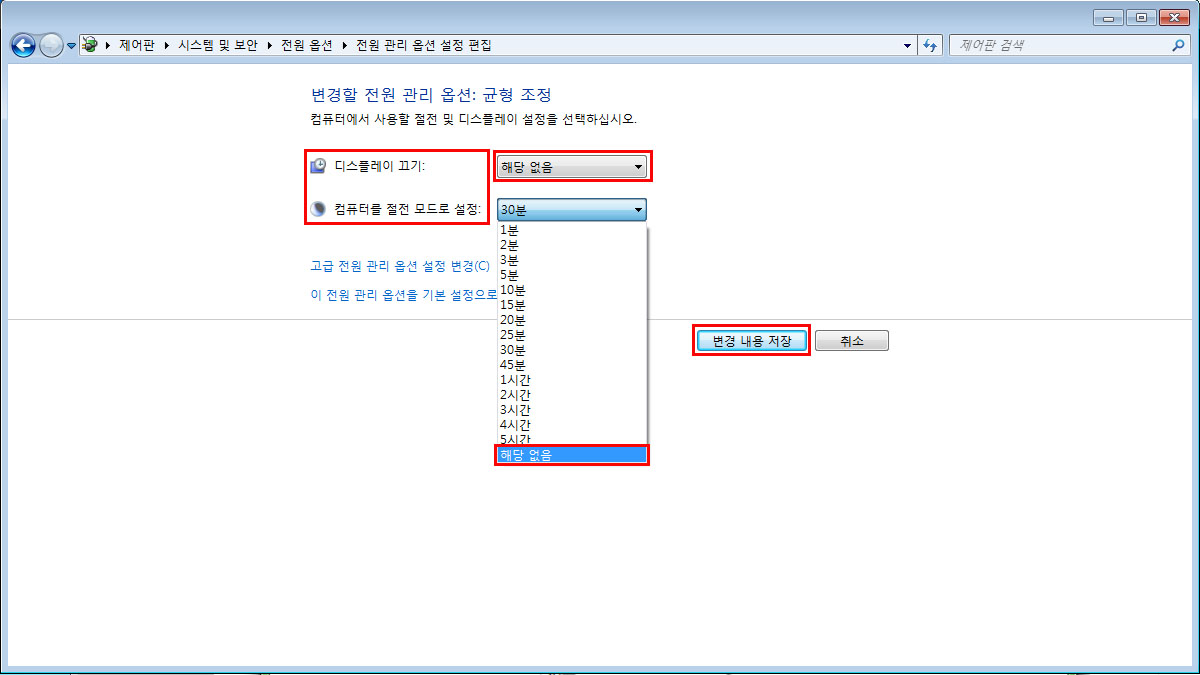 제어판 ▸ 시스템 및 보안 ▸ 전원 옵션 ▸ 전원 관리 옵션 설정 편집
제어판 검색
변경할 전원 관리 옵션: 균형 조정
컴퓨터에서 사용할 절전 및 디스플레이 설정을 선택하십시오.
디스플레이 끄기: 해당 없음
컴퓨터를 절전 모드로 설정: 30분
1분
2분
3분
5분
10분
15분
20분
25분
30분
45분
1시간
2시간
3시간
4시간
5시간
해당 없음
고급 전원 관리 옵션 설정 변경(C)
이 전원 관리 옵션을 기본 설정으로
변경 내용 저장
취소